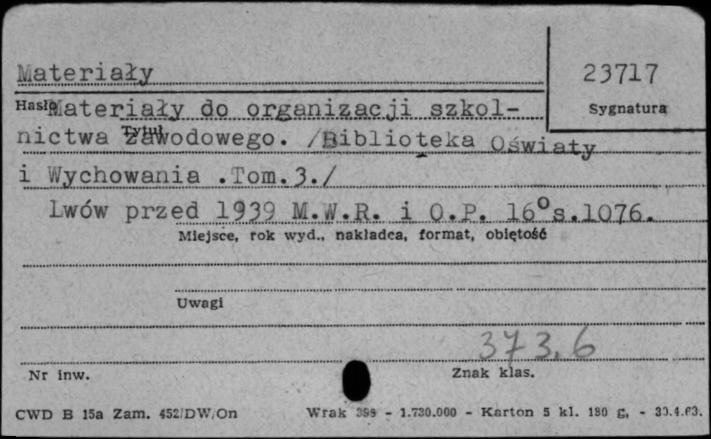 Materiały
23717
Hasło
Sygnatura
Materiały do organizacji szkol-
Tytuł
nictwa zawodowego. /Biblioteka Oświaty
i Wychowania .Tom.3./
Lwów przed 1939 M.W.R. i O.P. 16°s.1076.
Miejsce, rok wyd., nakładca, format, objętość
Uwagi
373.6
Nr inw.
Znak klas.
CWD B 15a Zam. 452/DW/On
Wrak 398 - 1.730.000 - Karton 5 kl. 180 g, - 30.4.63.